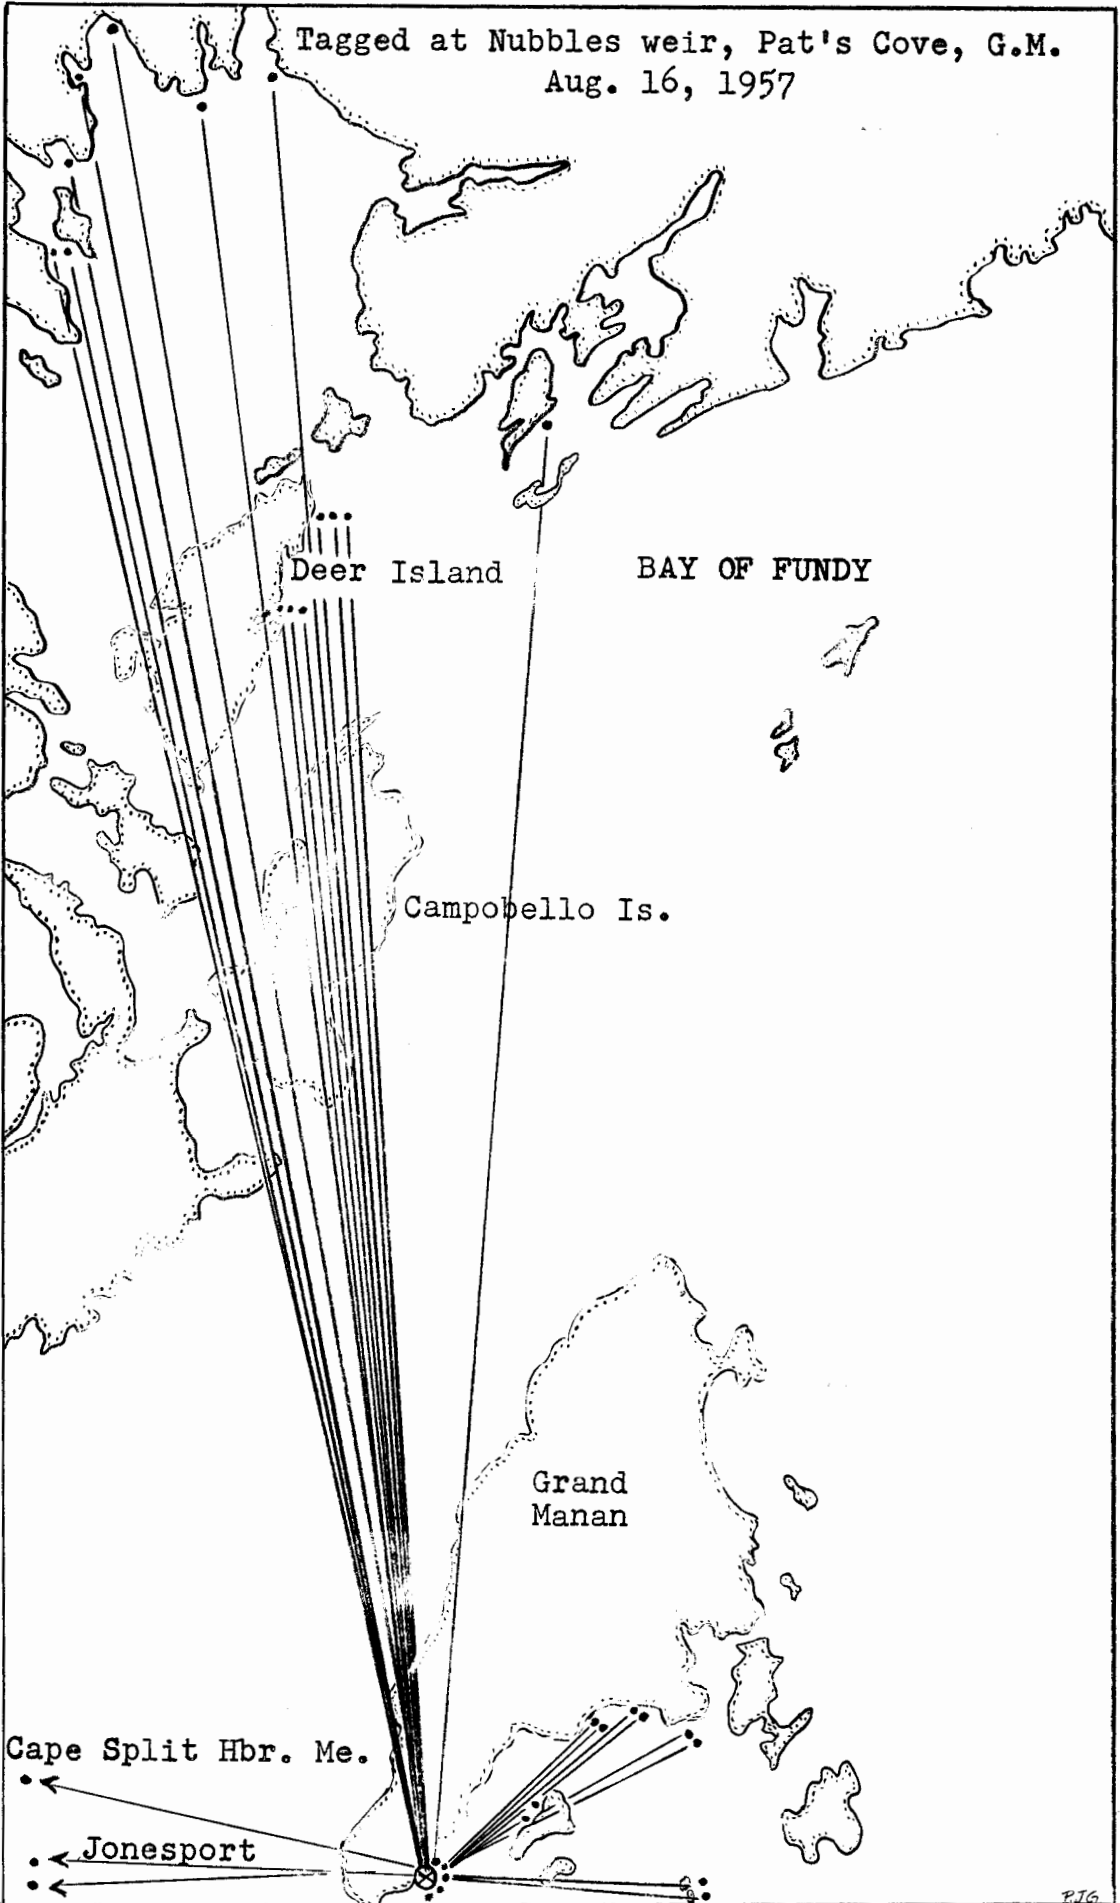 Tagged at Nubbles weir, Pat's Cove, G.M.
Aug. 16, 1957
Deer Island
BAY OF FUNDY
Campobello Is.
Grand
Manan
Cape Split Hbr. Me.
Jonesport
P.J.G.